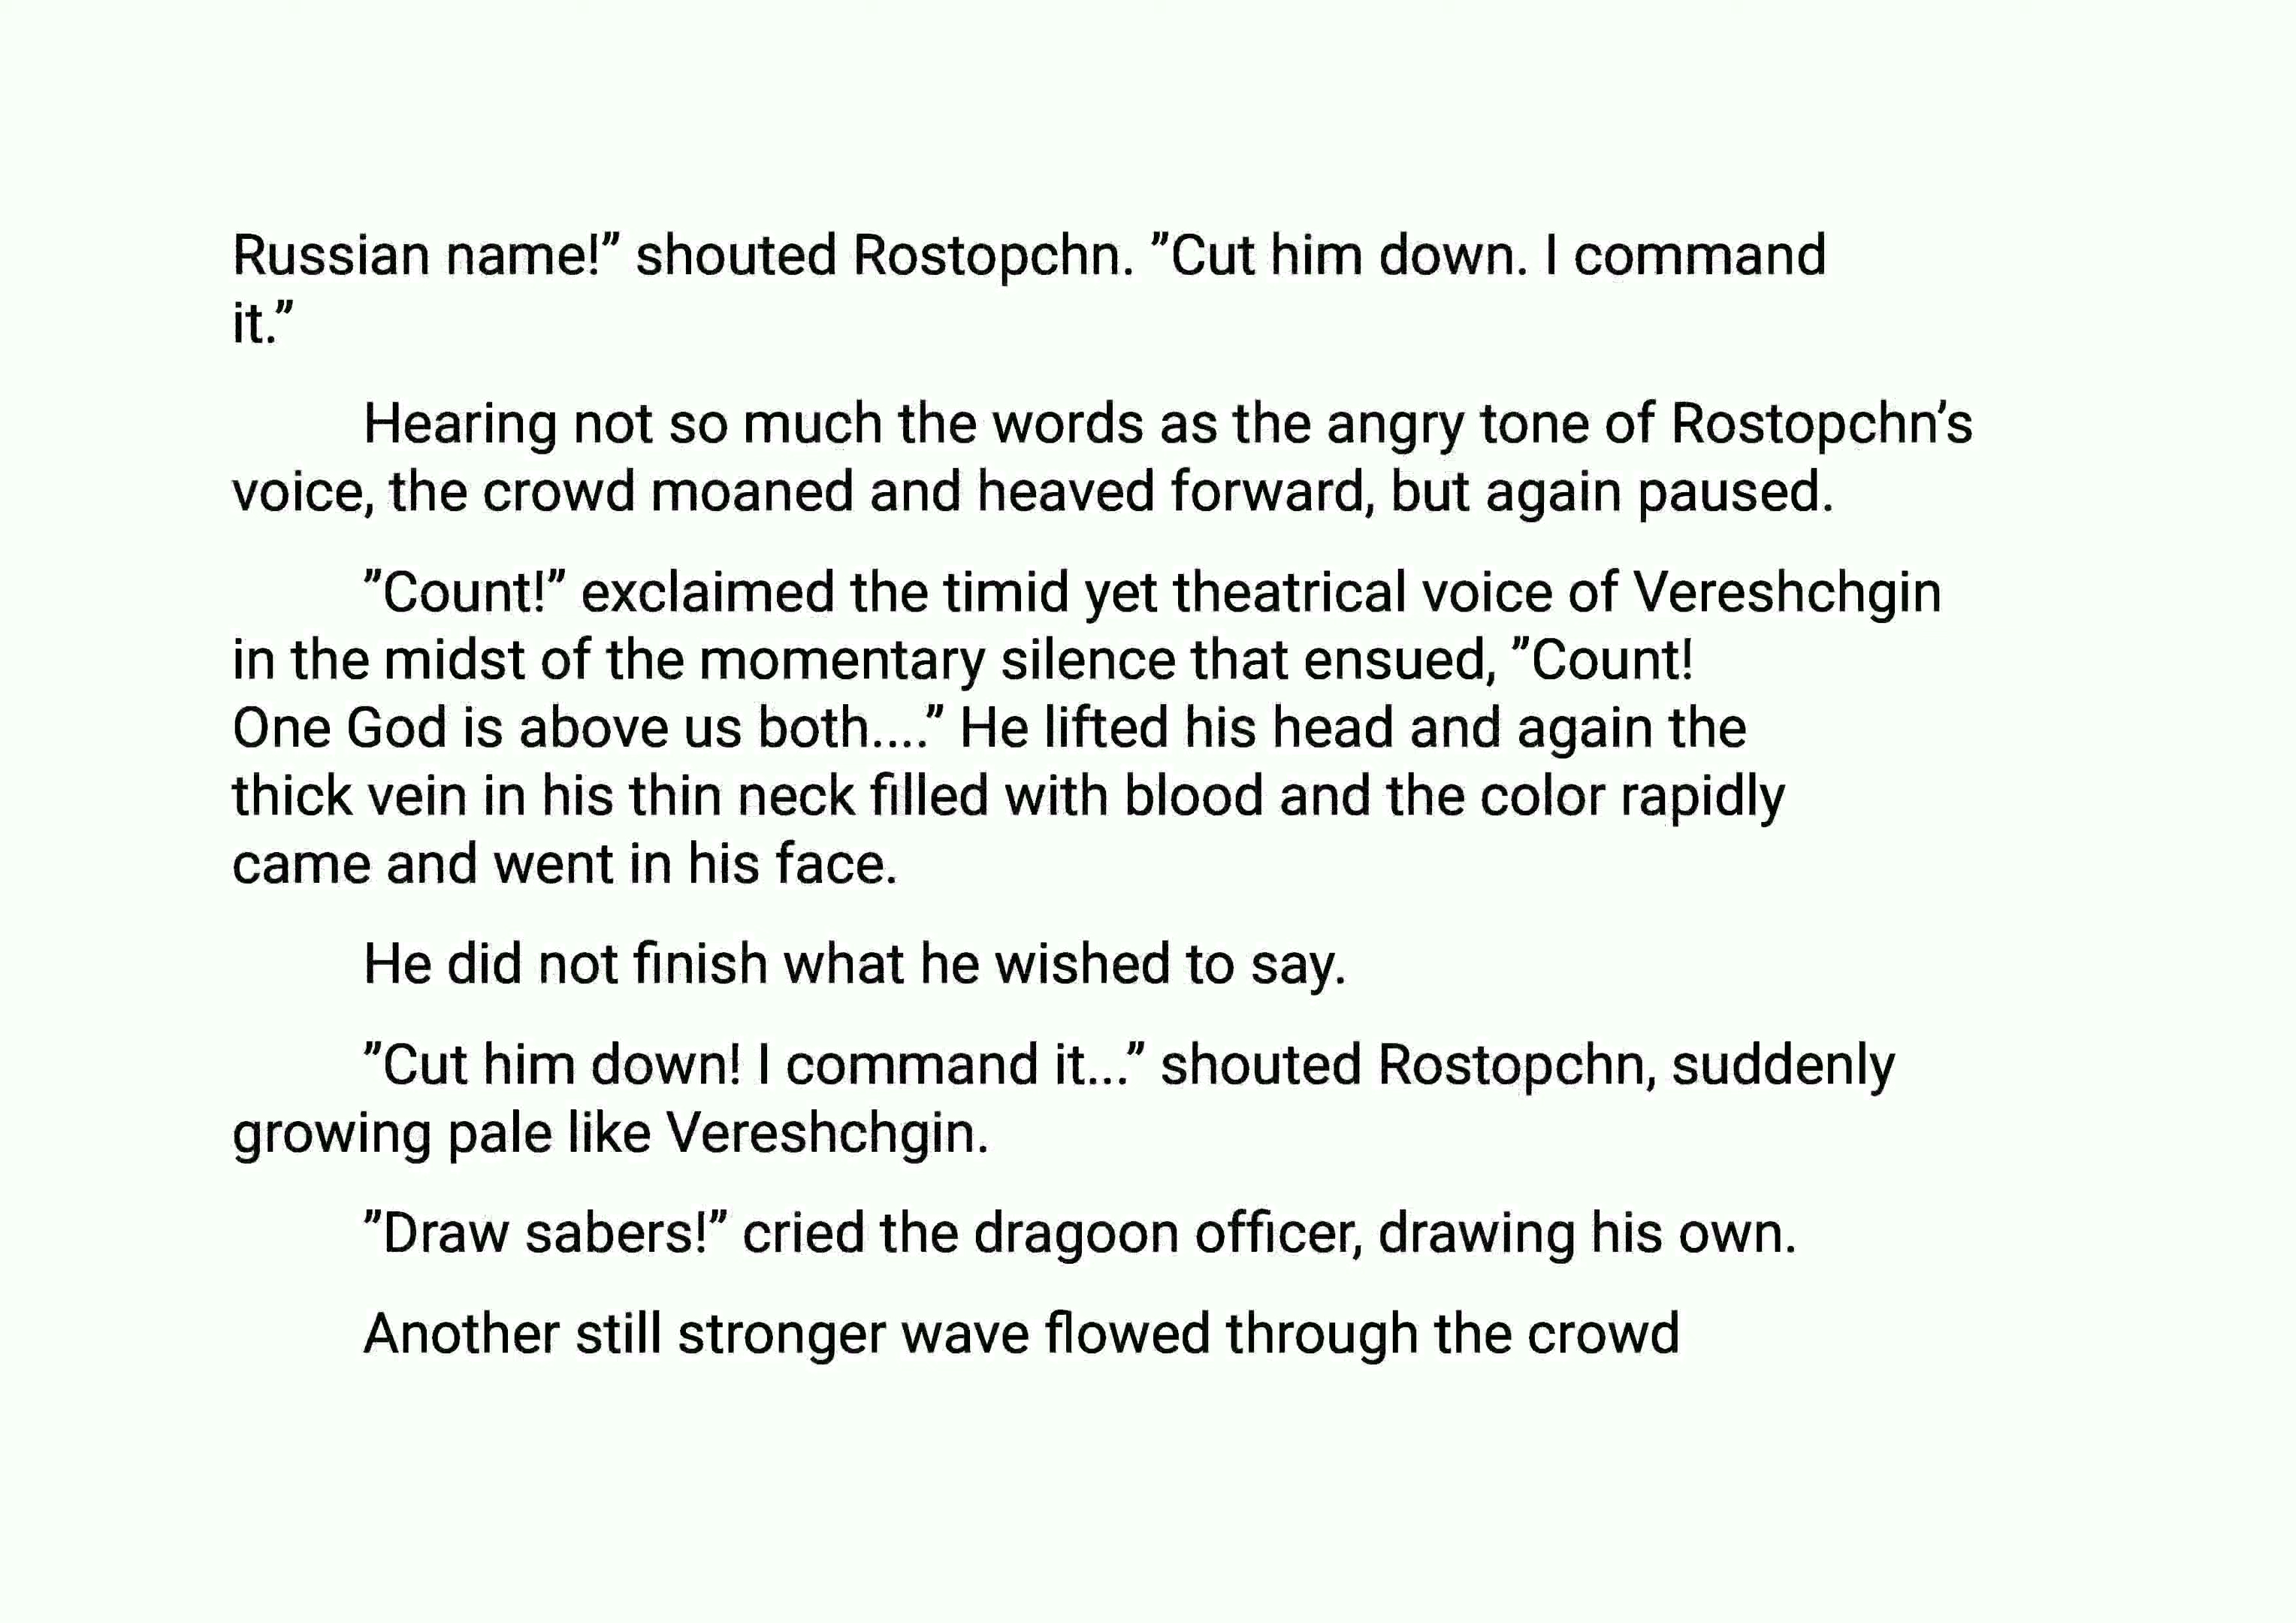 Russian name!” shouted Rostopchn. ”Cut him down. I command
it.”
Hearing not so much the words as the angry tone of Rostopchn’s
voice, the crowd moaned and heaved forward, but again paused.
”Count!” exclaimed the timid yet theatrical voice of Vereshchgin
in the midst of the momentary silence that ensued, ”Count!
One God is above us both....” He lifted his head and again the
thick vein in his thin neck filled with blood and the color rapidly
came and went in his face.
He did not finish what he wished to say.
”Cut him down! I command it...” shouted Rostopchn, suddenly
growing pale like Vereshchgin.
”Draw sabers!” cried the dragoon officer, drawing his own.
Another still stronger wave flowed through the crowd